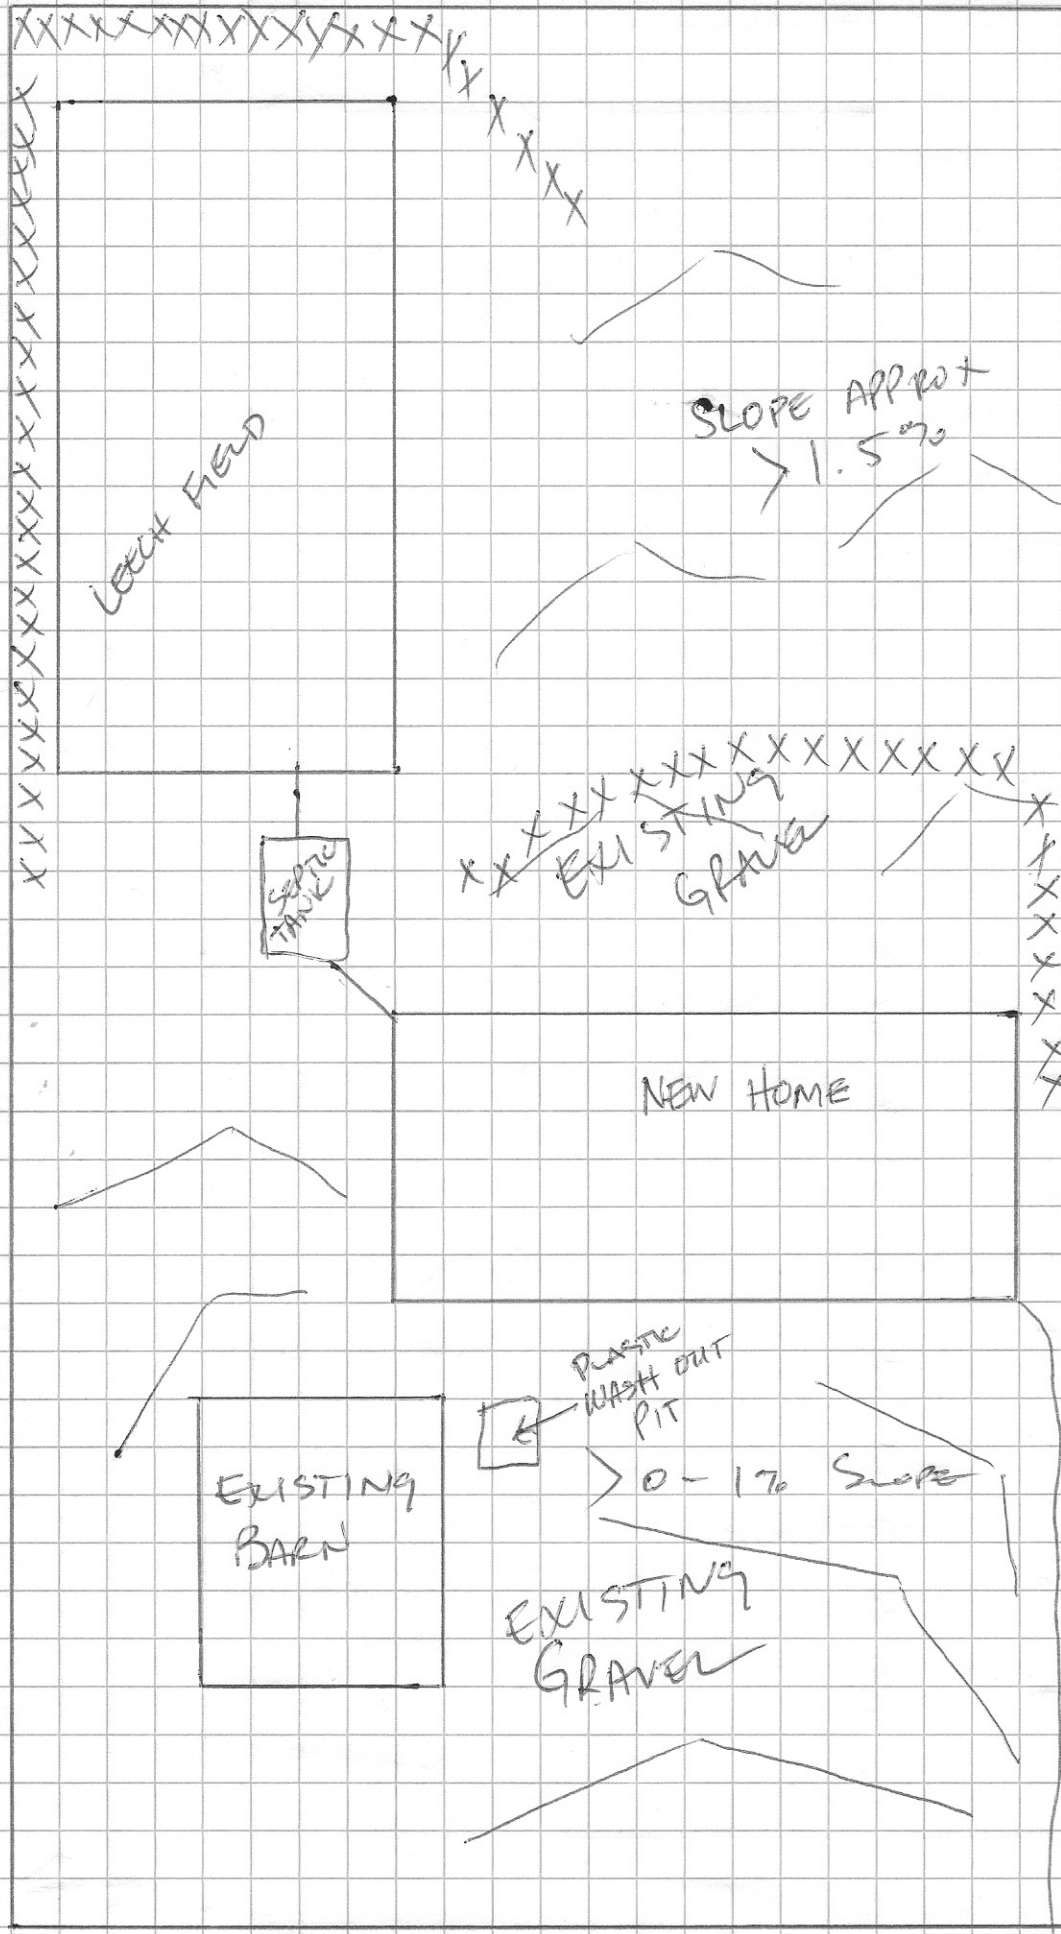 SLOPE APPROX
> 1.5%
LEECH FIELD
EXISTING
GRAVEL
SEPTIC
TANK
NEW HOME
PLASTIC
WASH OUT
PIT
> 0-1% SLOPE
EXISTING
BARN
EXISTING
GRAVEL